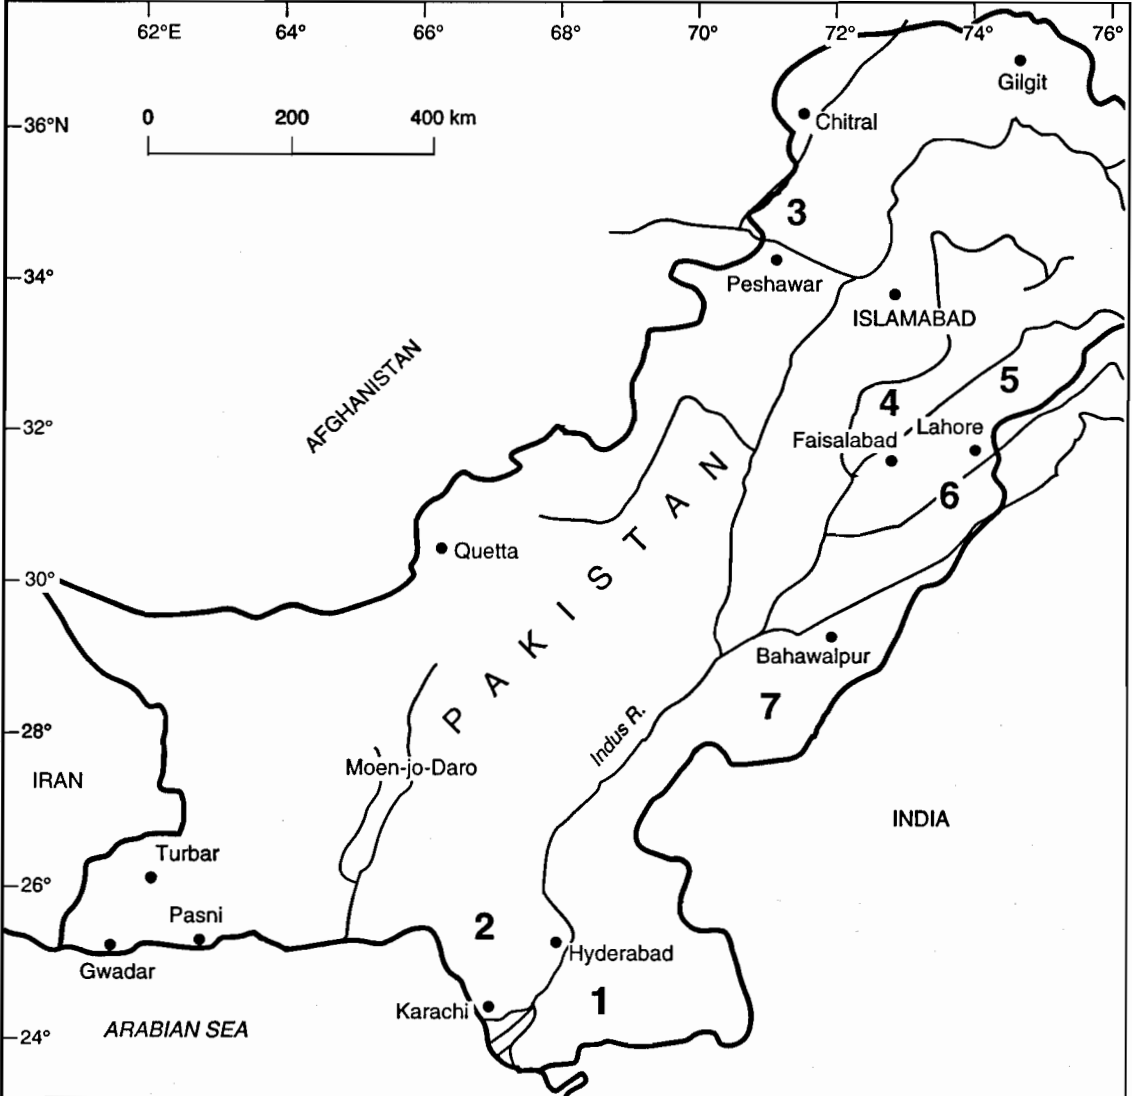 62°E 64° 66° 68° 70° 72° 74° 76°
Gilgit
0 200 400 km
36°N
Chitral
3
34°
Peshawar
ISLAMABAD
AFGHANISTAN
5
4
32°
Lahore
Faisalabad
6
Quetta
30°
PAKISTAN
Bahawalpur
7
28°
Indus R.
Moen-jo-Daro
IRAN
INDIA
Turbar
26°
Pasni
2
Hyderabad
Gwadar
1
Karachi
ARABIAN SEA
24°